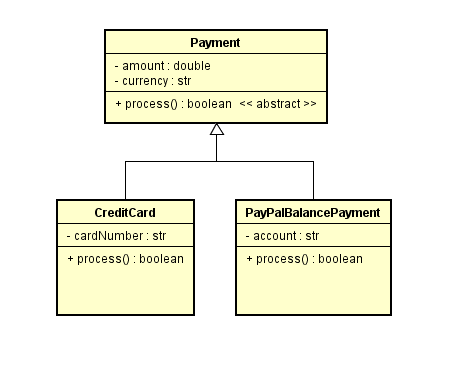 Payment
- amount : double
- currency : str
+ process() : boolean << abstract >>
CreditCard
- cardNumber : str
+ process() : boolean
PayPalBalancePayment
- account : str
+ process() : boolean